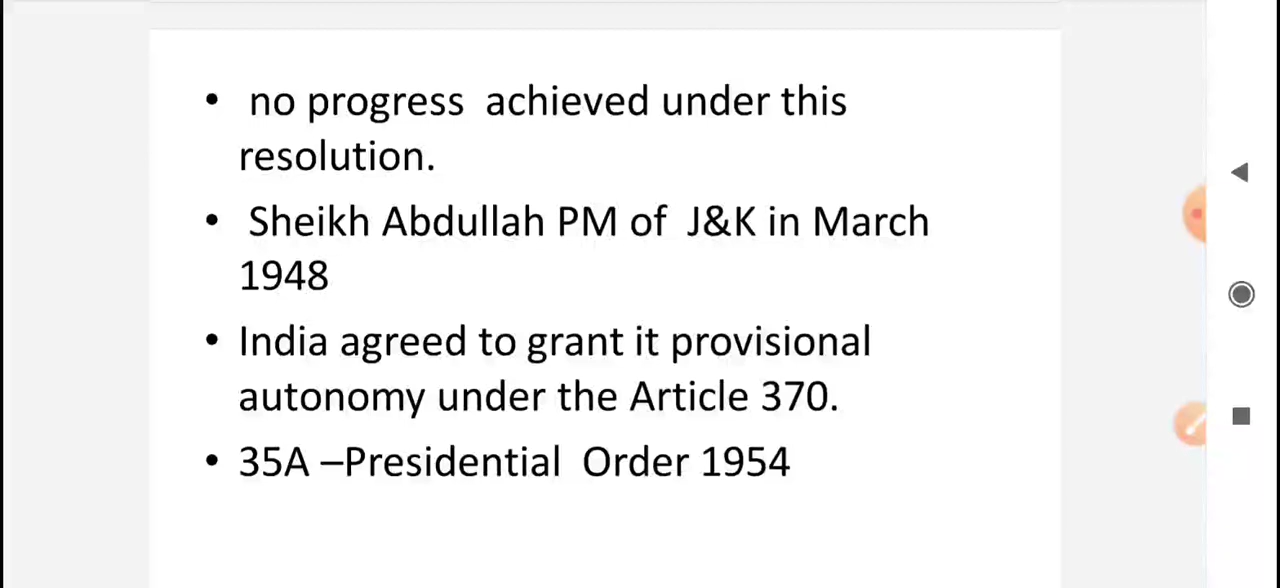 • no progress achieved under this
resolution.
• Sheikh Abdullah PM of J&K in March
1948
• India agreed to grant it provisional
autonomy under the Article 370.
• 35A –Presidential Order 1954